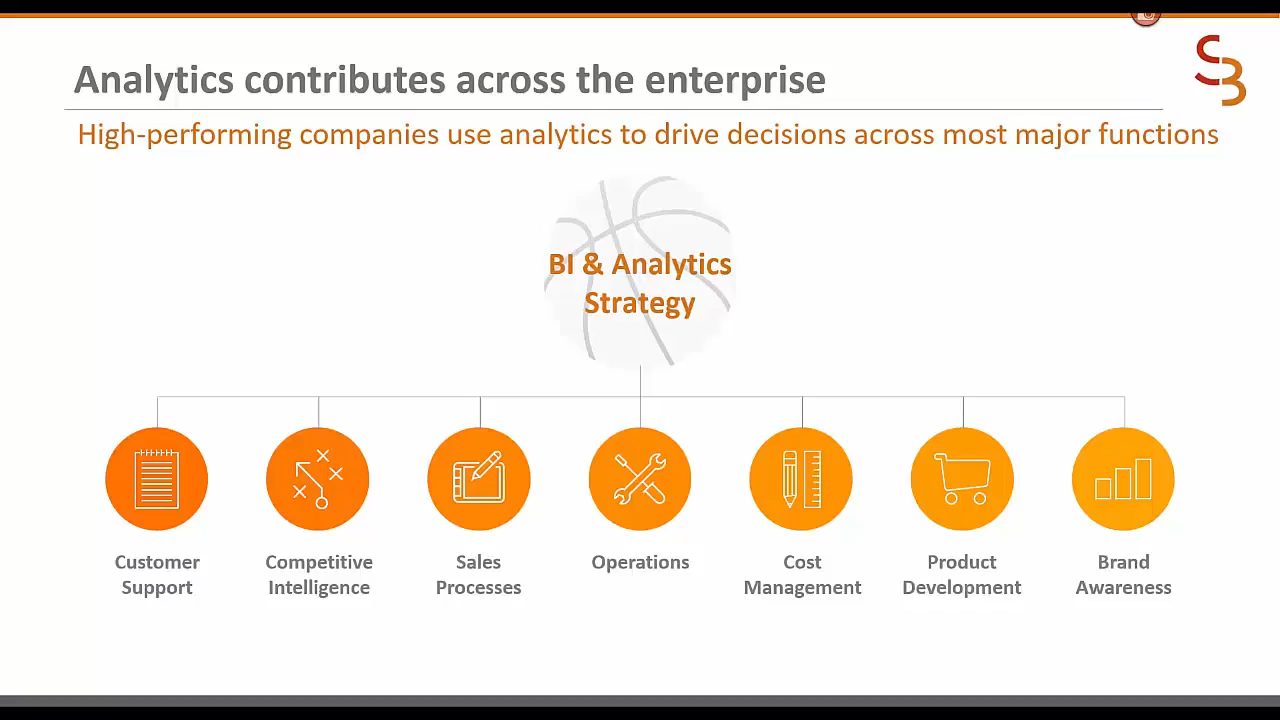 Analytics contributes across the enterprise
SB
High-performing companies use analytics to drive decisions across most major functions
BI & Analytics
Strategy
Customer
Support
Competitive
Intelligence
Sales
Processes
Operations
Cost
Management
Product
Development
Brand
Awareness